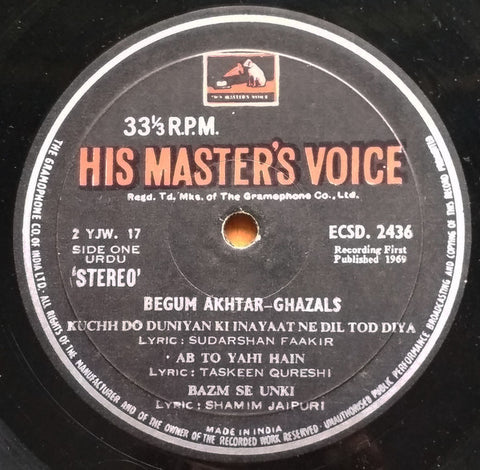 "HIS MASTER'S VOICE"
33⅓ R.P.M.
HIS MASTER'S VOICE
Regd. Td. Mks. of The Gramophone Co., Ltd.
2 YJW. 17
SIDE ONE
URDU
'STEREO'
ECSD. 2436
Recording First
Published 1969
BEGUM AKHTAR-GHAZALS
KUCHH DO DUNIYAN KI INAYAAT NE DIL TOD DIYA
LYRIC: SUDARSHAN FAAKIR
AB TO YAHI HAIN
LYRIC: TASKEEN QURESHI
BAZM SE UNKI
LYRIC: SHAMIM JAIPURI
MADE IN INDIA
THE GRAMOPHONE CO. OF INDIA LTD. ALL RIGHTS OF THE MANUFACTURER AND OF THE OWNER OF THE RECORDED WORK RESERVED · UNAUTHORISED PUBLIC PERFORMANCE BROADCASTING AND COPYING OF THIS RECORD PROHIBITED